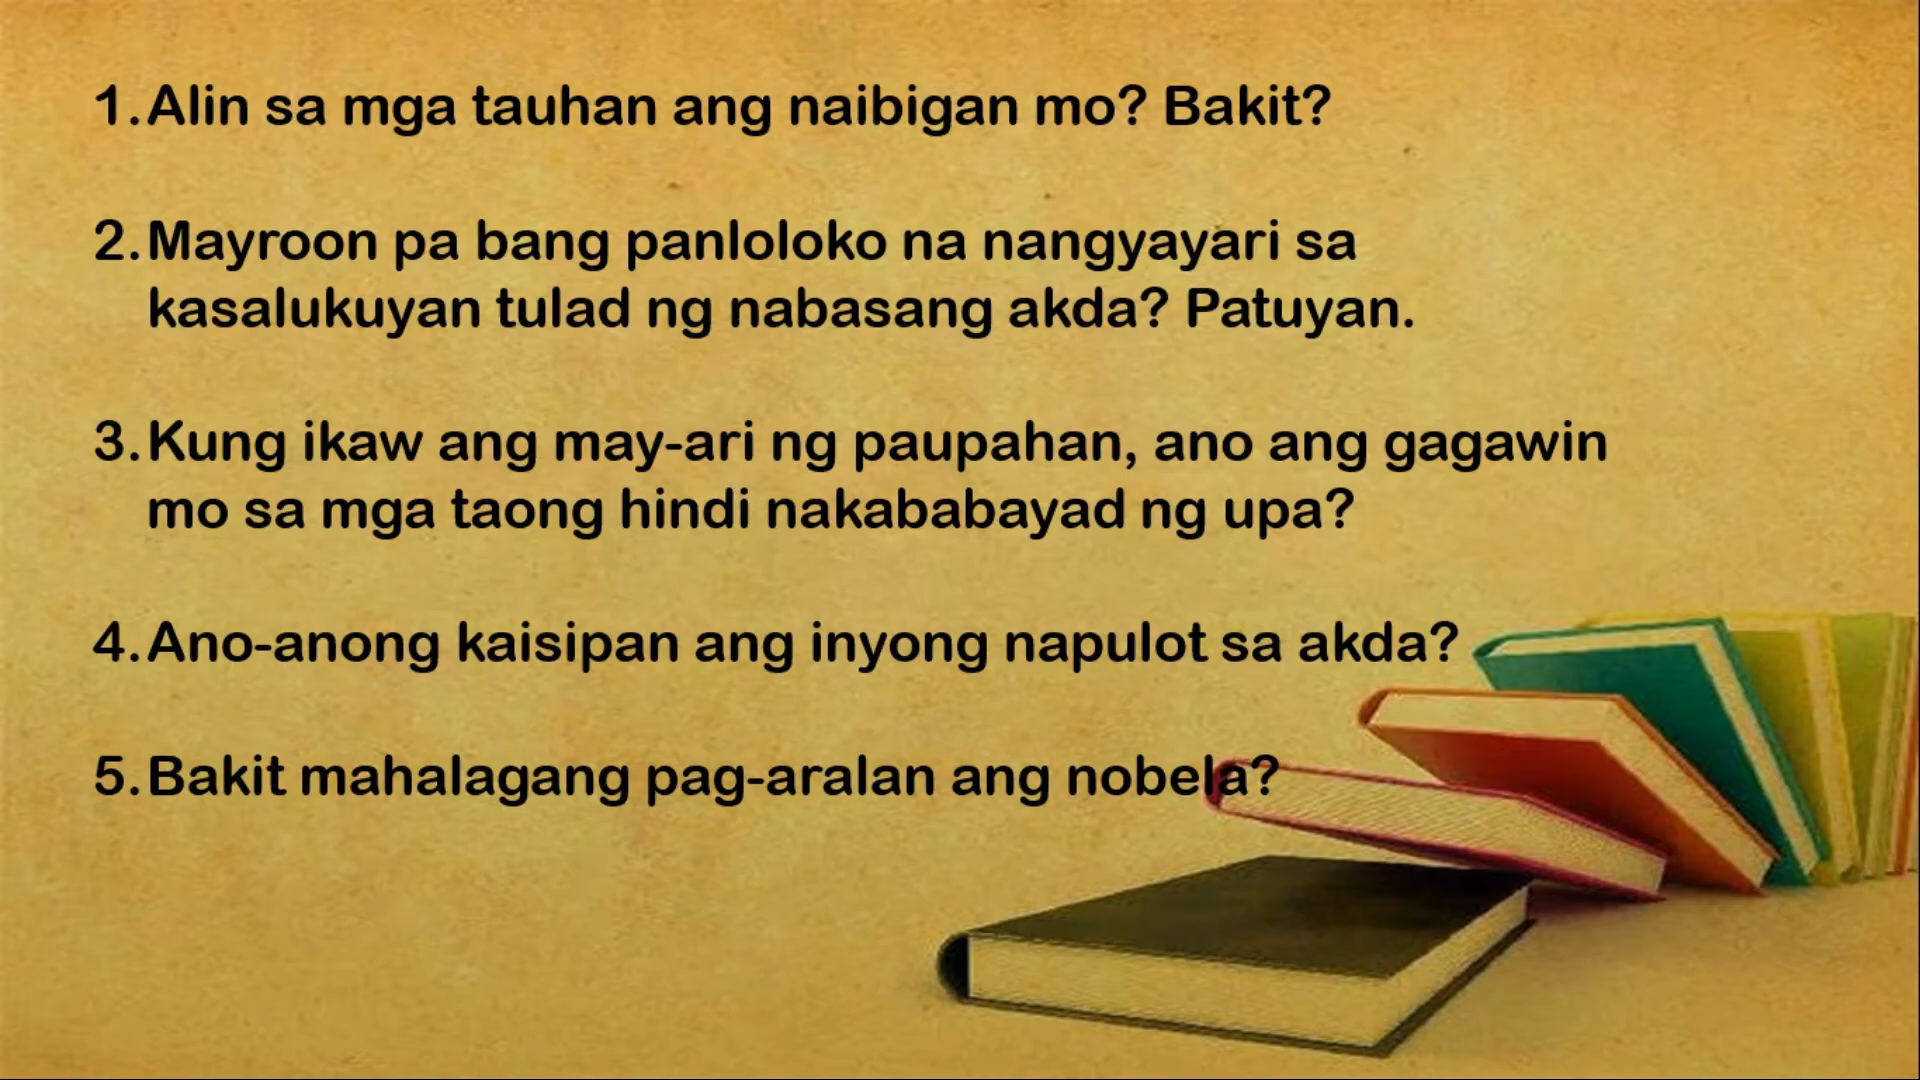 1. Alin sa mga tauhan ang naibigan mo? Bakit?
2. Mayroon pa bang panloloko na nangyayari sa
kasalukuyan tulad ng nabasang akda? Patuyan.
3. Kung ikaw ang may-ari ng paupahan, ano ang gagawin
mo sa mga taong hindi nakababayad ng upa?
4. Ano-anong kaisipan ang inyong napulot sa akda?
5. Bakit mahalagang pag-aralan ang nobela?